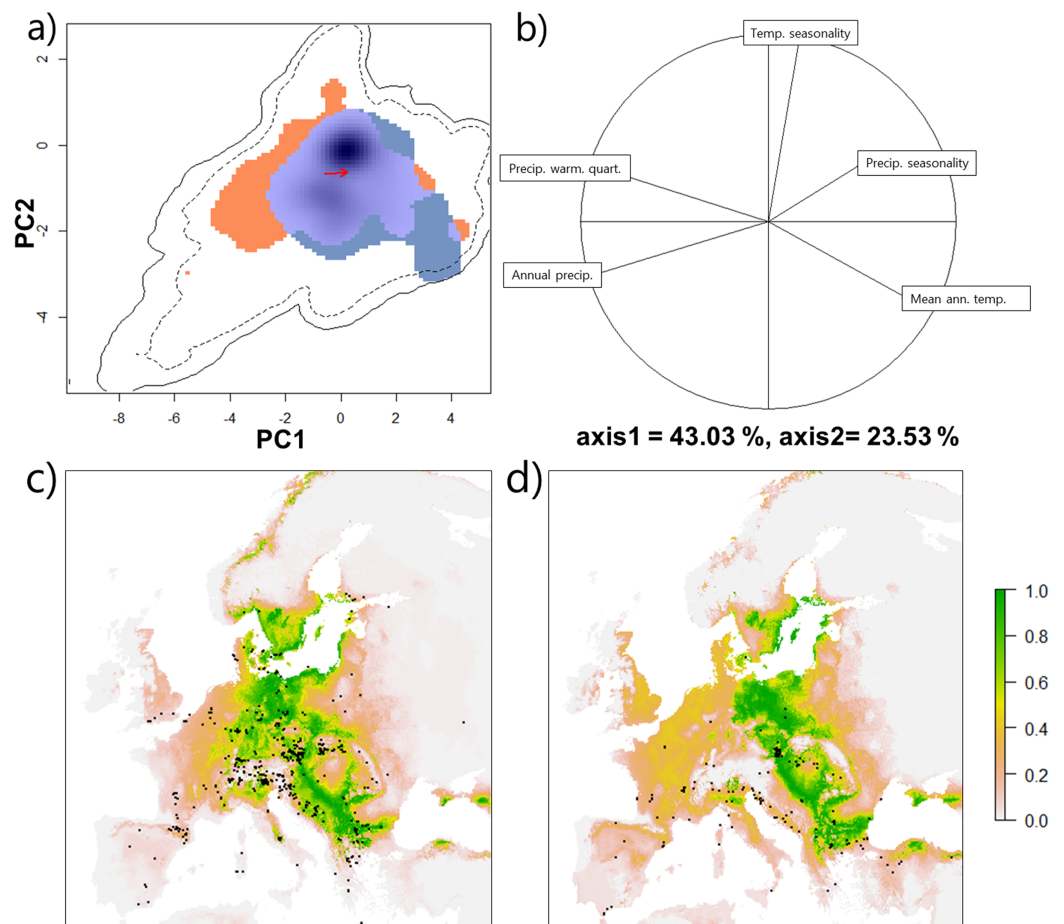 a)
b)
Temp. seasonality
Precip. warm. quart.
Precip. seasonality
Annual precip.
Mean ann. temp.
2
0
-2
-4
PC2
-8
-6
-4
-2
0
2
4
PC1
axis1 = 43.03 %, axis2= 23.53 %
c)
d)
1.0
0.8
0.6
0.4
0.2
0.0